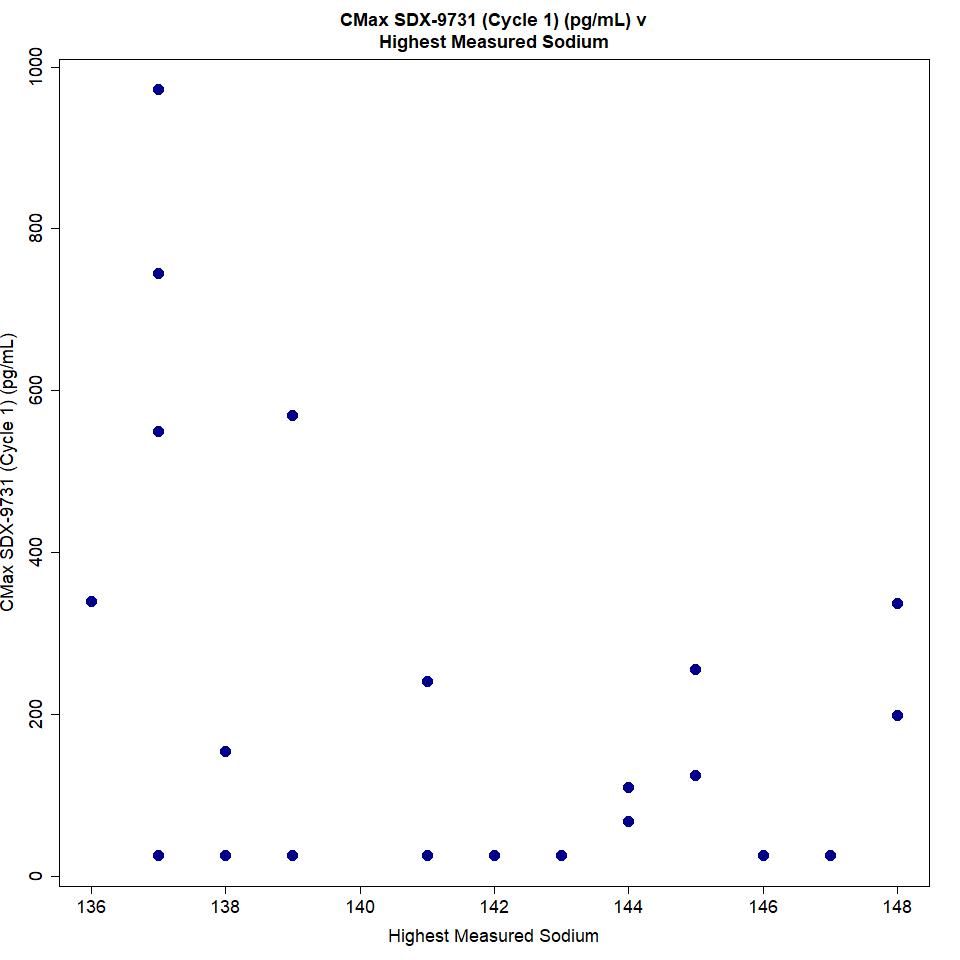 CMax SDX-9731 (Cycle 1) (pg/mL) v
Highest Measured Sodium
1000
800
600
400
200
0
CMax SDX-9731 (Cycle 1) (pg/mL)
136 138 140 142 144 146 148
Highest Measured Sodium